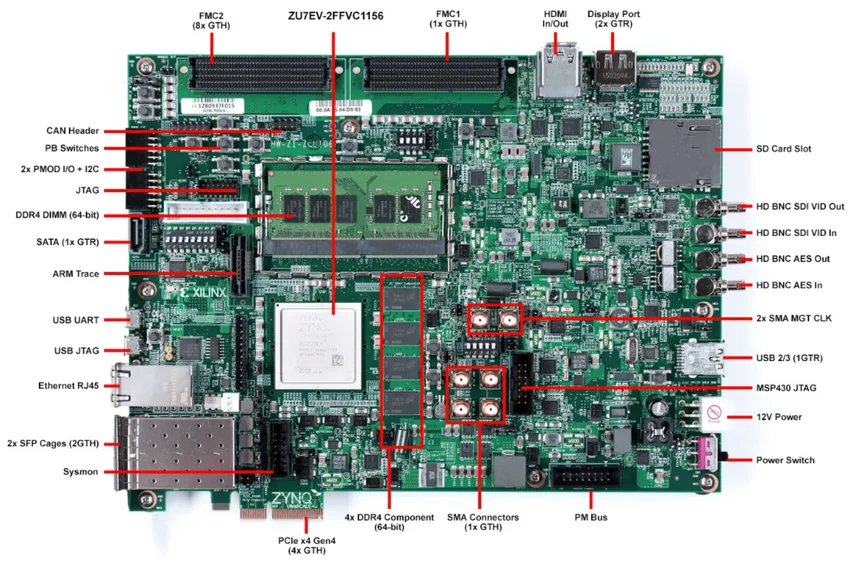 FMC2
(8x GTH)
ZU7EV-2FFVC1156
FMC1
(1x GTH)
HDMI
In/Out
Display Port
(2x GTR)
CAN Header
PB Switches
2x PMOD I/O + I2C
JTAG
DDR4 DIMM (64-bit)
SATA (1x GTR)
ARM Trace
XILINX
USB UART
USB JTAG
Ethernet RJ45
2x SFP Cages (2GTH)
Sysmon
SD Card Slot
HD BNC SDI VID Out
HD BNC SDI VID In
HD BNC AES Out
HD BNC AES In
2x SMA MGT CLK
USB 2/3 (1GTR)
MSP430 JTAG
12V Power
Power Switch
ZYNQ
PCIe x4 Gen4
(4x GTH)
4x DDR4 Component
(64-bit)
SMA Connectors
(1x GTH)
PM Bus